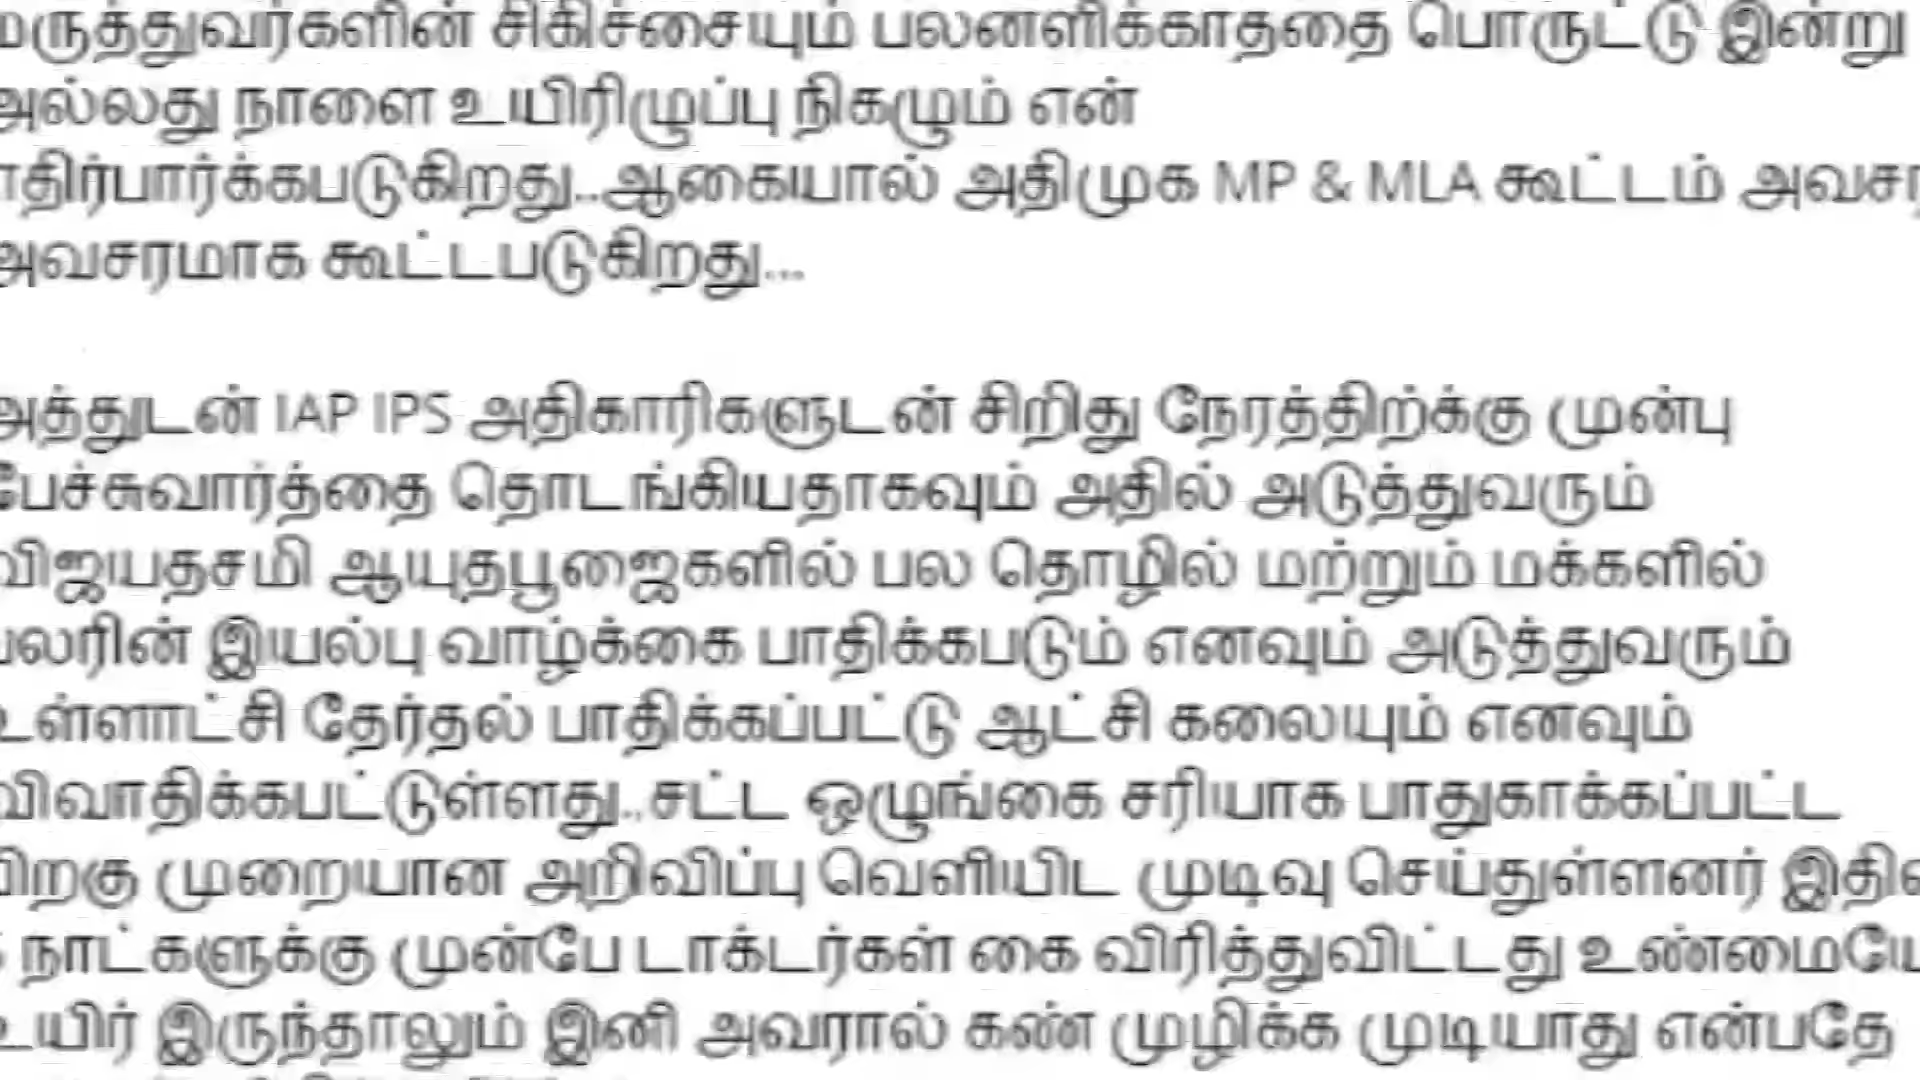 மருத்துவர்களின் சிகிச்சையும் பலனளிக்காததை பொருட்டு இன்று
அல்லது நாளை உயிரிழுப்பு நிகழும் என்
எதிர்பார்க்கபடுகிறது..ஆகையால் அதிமுக MP & MLA கூட்டம் அவசர
அவசரமாக கூட்டபடுகிறது...
அத்துடன் IAP IPS அதிகாரிகளுடன் சிறிது நேரத்திற்க்கு முன்பு
பேச்சுவார்த்தை தொடங்கியதாகவும் அதில் அடுத்துவரும்
விஜயதசமி ஆயுதபூஜைகளில் பல தொழில் மற்றும் மக்களில்
பலரின் இயல்பு வாழ்க்கை பாதிக்கபடும் எனவும் அடுத்துவரும்
உள்ளாட்சி தேர்தல் பாதிக்கப்பட்டு ஆட்சி கலையும் எனவும்
விவாதிக்கபட்டுள்ளது..சட்ட ஒழுங்கை சரியாக பாதுகாக்கப்பட்ட
பிறகு முறையான அறிவிப்பு வெளியிட முடிவு செய்துள்ளனர்
நாட்களுக்கு முன்பே டாக்டர்கள் கை விரித்துவிட்டது உண்மையே
உயிர் இருந்தாலும் இனி அவரால் கண் முழிக்க முடியாது என்பதே